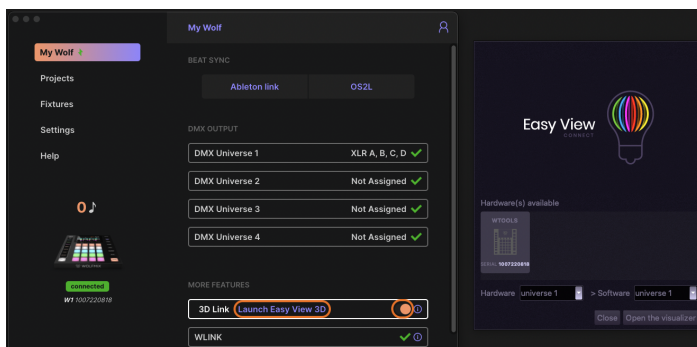 My Wolf
My Wolf
Projects
Fixtures
Settings
Help
0
connected
W1 1007220818
BEAT SYNC
Ableton link
OS2L
DMX OUTPUT
DMX Universe 1 XLR A, B, C, D
DMX Universe 2 Not Assigned
DMX Universe 3 Not Assigned
DMX Universe 4 Not Assigned
MORE FEATURES
3D Link Launch Easy View 3D
WLINK
Easy View
CONNECT
Hardware(s) available
WTOOLS
SERIAL 1007220818
Hardware universe 1 > Software universe 1
Close Open the visualizer